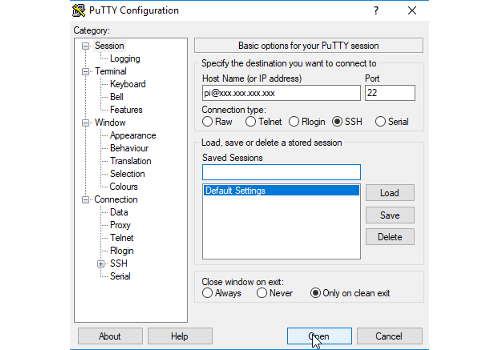 PuTTY Configuration
?
Category:
Session
Logging
Terminal
Keyboard
Bell
Features
Window
Appearance
Behaviour
Translation
Selection
Colours
Connection
Data
Proxy
Telnet
Rlogin
SSH
Serial
Basic options for your PuTTY session
Specify the destination you want to connect to
Host Name (or IP address) Port
pi@xxx.xxx.xxx.xxx 22
Connection type:
Raw Telnet Rlogin SSH Serial
Load, save or delete a stored session
Saved Sessions
Default Settings
Load
Save
Delete
Close window on exit:
Always Never Only on clean exit
About Help Open Cancel